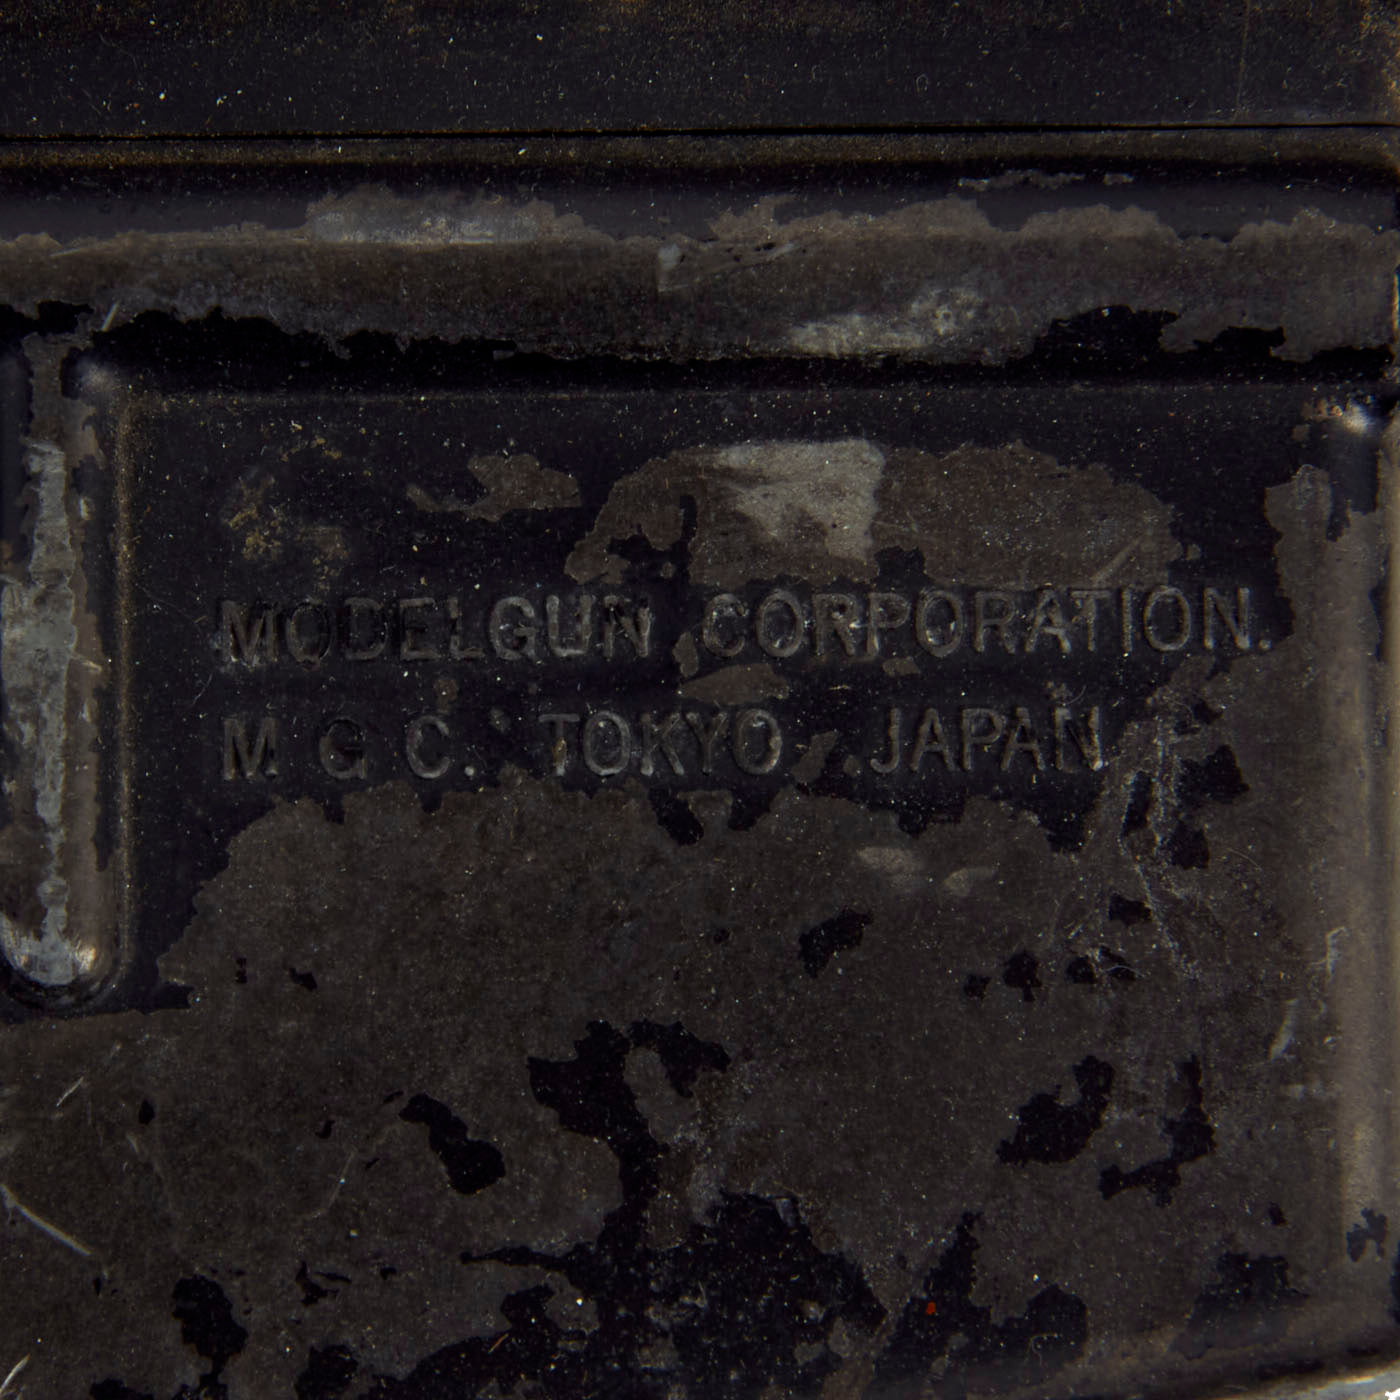 MODELGUN CORPORATION.
M G C. TOKYO . JAPAN